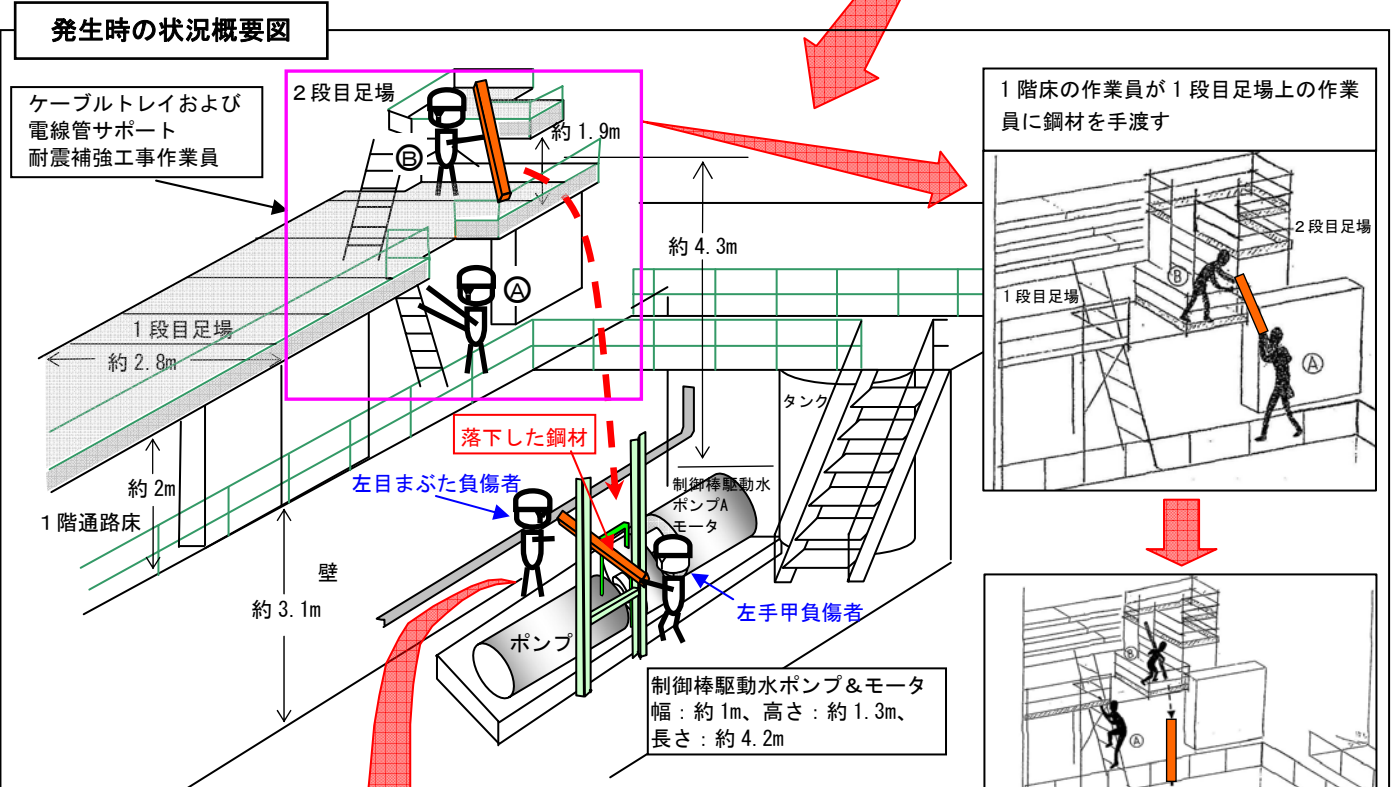 発生時の状況概要図
ケーブルトレイおよび
電線管サポート
耐震補強工事作業員
2段目足場
Ⓑ
約 1.9m
約 4.3m
Ⓐ
1段目足場
約 2.8m
約 2m
1階通路床
壁
約 3.1m
落下した鋼材
左目まぶた負傷者
タンク
制御棒駆動水
ポンプA
モータ
左手甲負傷者
ポンプ
制御棒駆動水ポンプ&モータ
幅:約 1m、高さ:約 1.3m、
長さ:約 4.2m
1階床の作業員が1段目足場上の作業
員に鋼材を手渡す
2段目足場
Ⓑ
1段目足場
Ⓐ
Ⓑ
Ⓐ